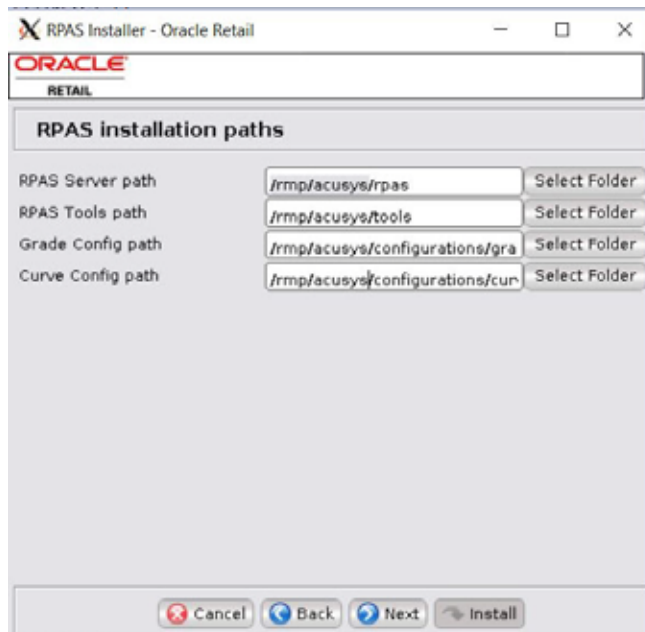 RPAS Installer - Oracle Retail
ORACLE
RETAIL
RPAS installation paths
RPAS Server path /rmp/acusys/rpas Select Folder
RPAS Tools path /rmp/acusys/tools Select Folder
Grade Config path /rmp/acusys/configurations/gra Select Folder
Curve Config path /rmp/acusys/configurations/cur Select Folder
Cancel Back Next Install